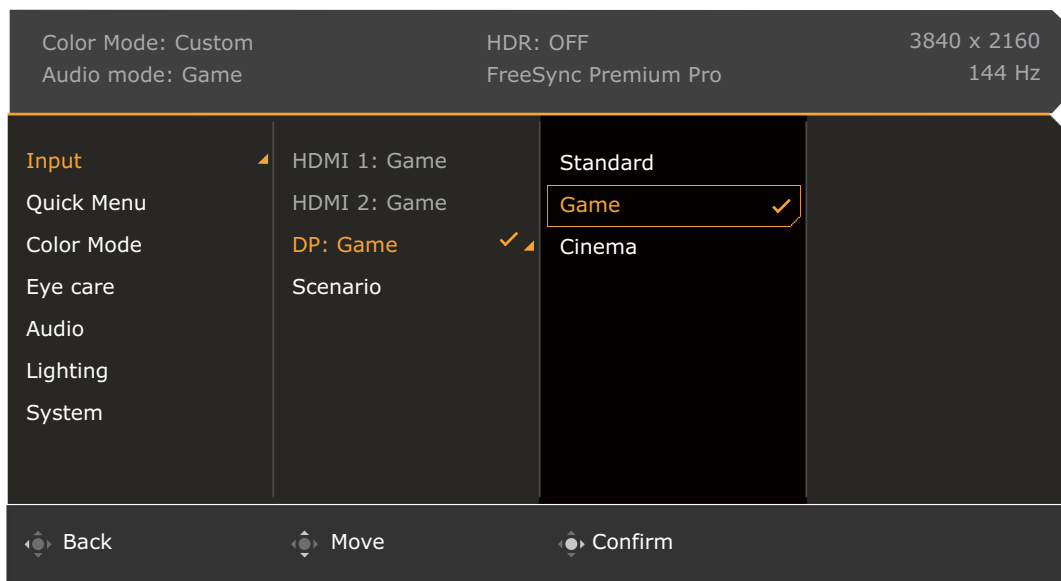 Color Mode: Custom
Audio mode: Game
HDR: OFF
FreeSync Premium Pro
3840 x 2160
144 Hz
Input
Quick Menu
Color Mode
Eye care
Audio
Lighting
System
HDMI 1: Game
HDMI 2: Game
DP: Game
Scenario
Standard
Game
Cinema
Back
Move
Confirm